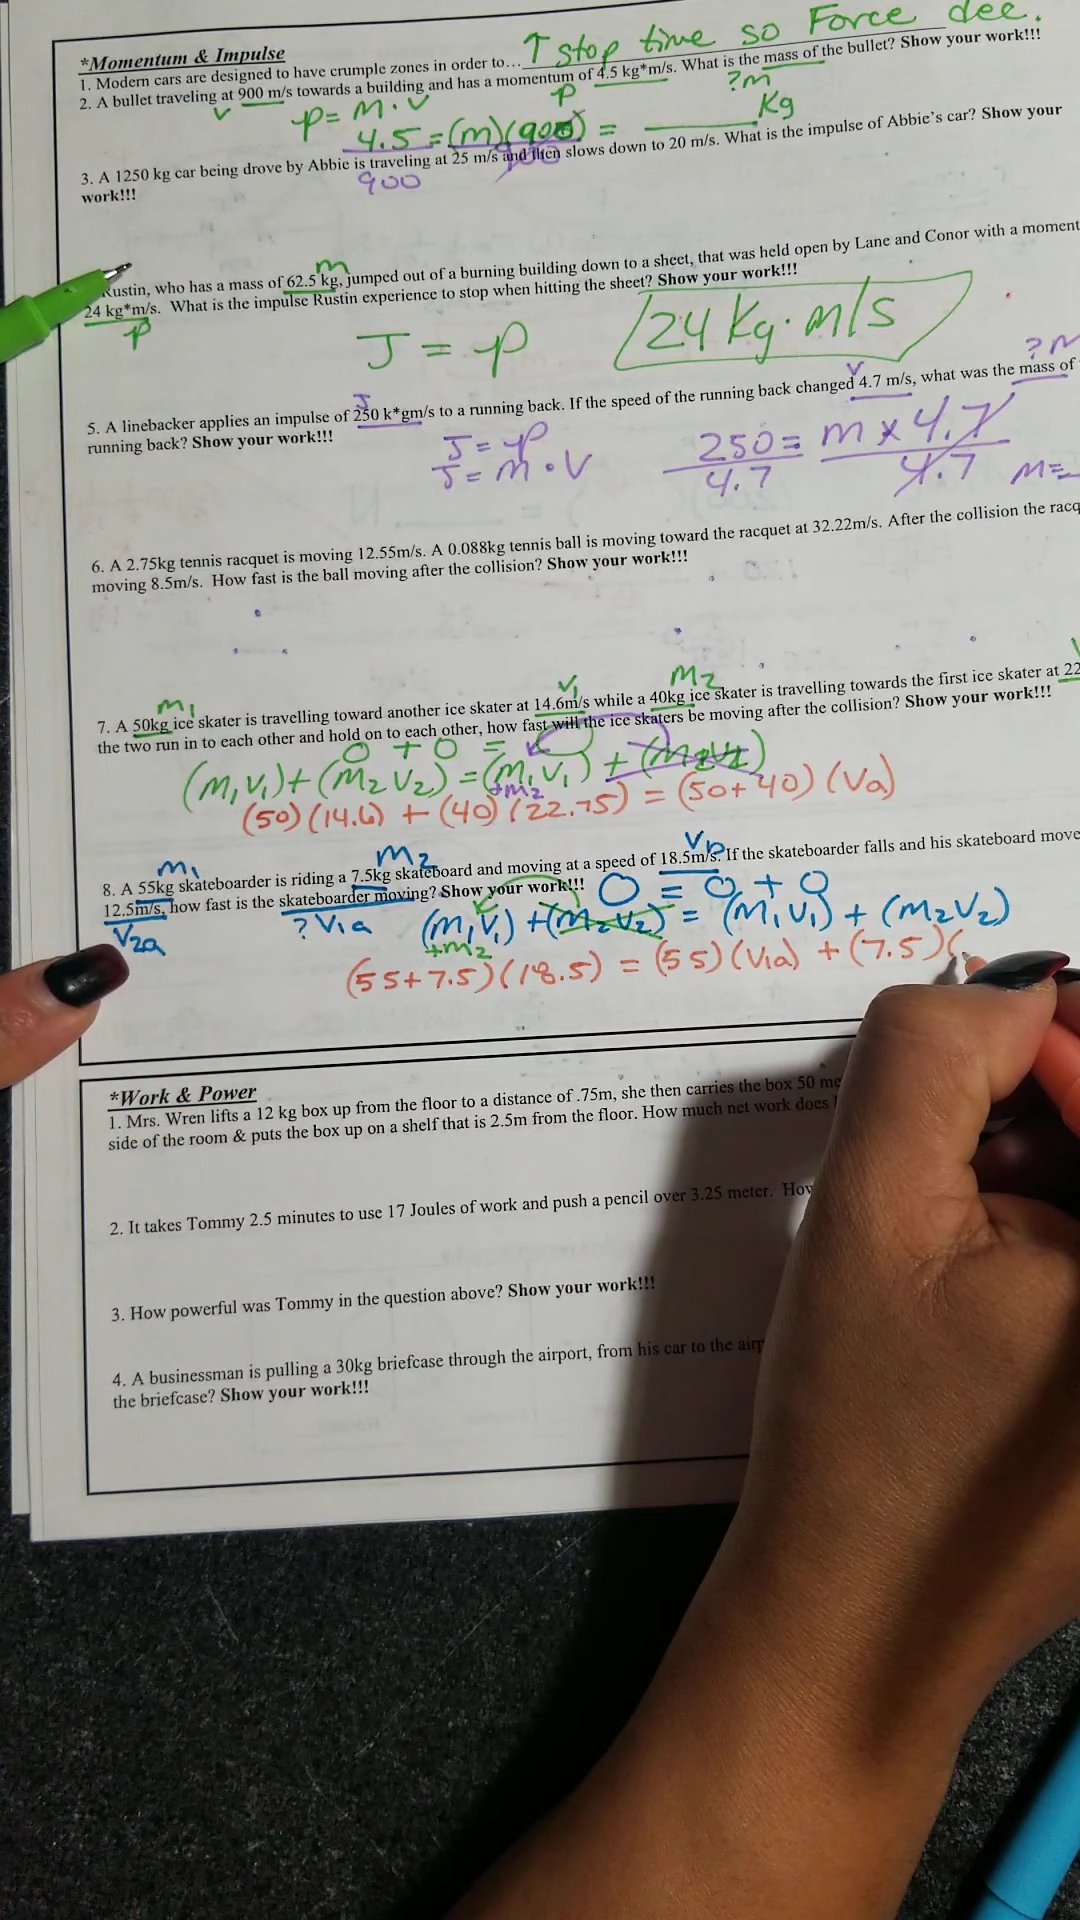 *Momentum & Impulse
↑ stop time so Force dec.
1. Modern cars are designed to have crumple zones in order to…
2. A bullet traveling at 900 m/s towards a building and has a momentum of 4.5 kg*m/s. What is the mass of the bullet? Show your work!!!
v p ?m
p = m · v
4.5 = (m)(900) = ____ Kg
900 900
3. A 1250 kg car being drove by Abbie is traveling at 25 m/s and then slows down to 20 m/s. What is the impulse of Abbie's car? Show your
work!!!
m
Rustin, who has a mass of 62.5 kg, jumped out of a burning building down to a sheet, that was held open by Lane and Conor with a moment
24 kg*m/s. What is the impulse Rustin experience to stop when hitting the sheet? Show your work!!!
p
J = p 24 Kg·m/s
J v ? m
5. A linebacker applies an impulse of 250 k*gm/s to a running back. If the speed of the running back changed 4.7 m/s, what was the mass of
running back? Show your work!!!
J = p
J = m · v
250 = m x 4.7
4.7 4.7 m=
6. A 2.75kg tennis racquet is moving 12.55m/s. A 0.088kg tennis ball is moving toward the racquet at 32.22m/s. After the collision the racq
moving 8.5m/s. How fast is the ball moving after the collision? Show your work!!!
m1 v1 m2
7. A 50kg ice skater is travelling toward another ice skater at 14.6m/s while a 40kg ice skater is travelling towards the first ice skater at 22
the two run in to each other and hold on to each other, how fast will the ice skaters be moving after the collision? Show your work!!!
O + O =
(m1v1) + (m2v2) = (m1v1) + (m2v2)
+m2
(50)(14.6) + (40)(22.75) = (50+40)(Va)
m1 m2 Vb
8. A 55kg skateboarder is riding a 7.5kg skateboard and moving at a speed of 18.5m/s. If the skateboarder falls and his skateboard move
12.5m/s, how fast is the skateboarder moving? Show your work!!!
O = O + O
V2a ? V1a (m1v1) + (m2v2) = (m1v1) + (m2v2)
+m2
(55+7.5)(18.5) = (55)(V1a) + (7.5)(
*Work & Power
1. Mrs. Wren lifts a 12 kg box up from the floor to a distance of .75m, she then carries the box 50 me
side of the room & puts the box up on a shelf that is 2.5m from the floor. How much net work does
2. It takes Tommy 2.5 minutes to use 17 Joules of work and push a pencil over 3.25 meter. How
3. How powerful was Tommy in the question above? Show your work!!!
4. A businessman is pulling a 30kg briefcase through the airport, from his car to the airp
the briefcase? Show your work!!!